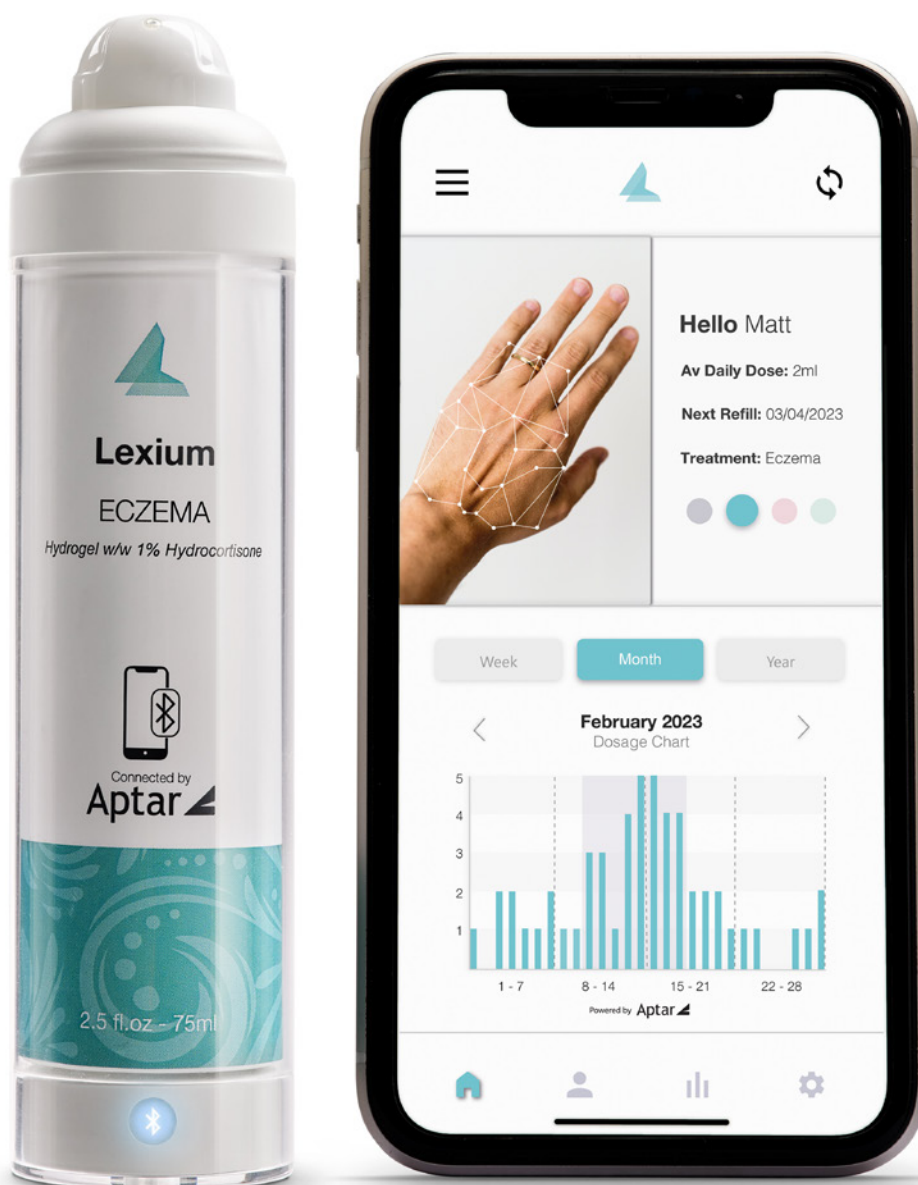 Lexium
ECZEMA
Hydrogel w/w 1% Hydrocortisone
Connected by
Aptar
2.5 fl.oz - 75ml
Hello Matt
Av Daily Dose: 2ml
Next Refill: 03/04/2023
Treatment: Eczema
Week
Month
Year
February 2023
Dosage Chart
5
4
3
2
1
1 - 7
8 - 14
15 - 21
22 - 28
Powered by Aptar